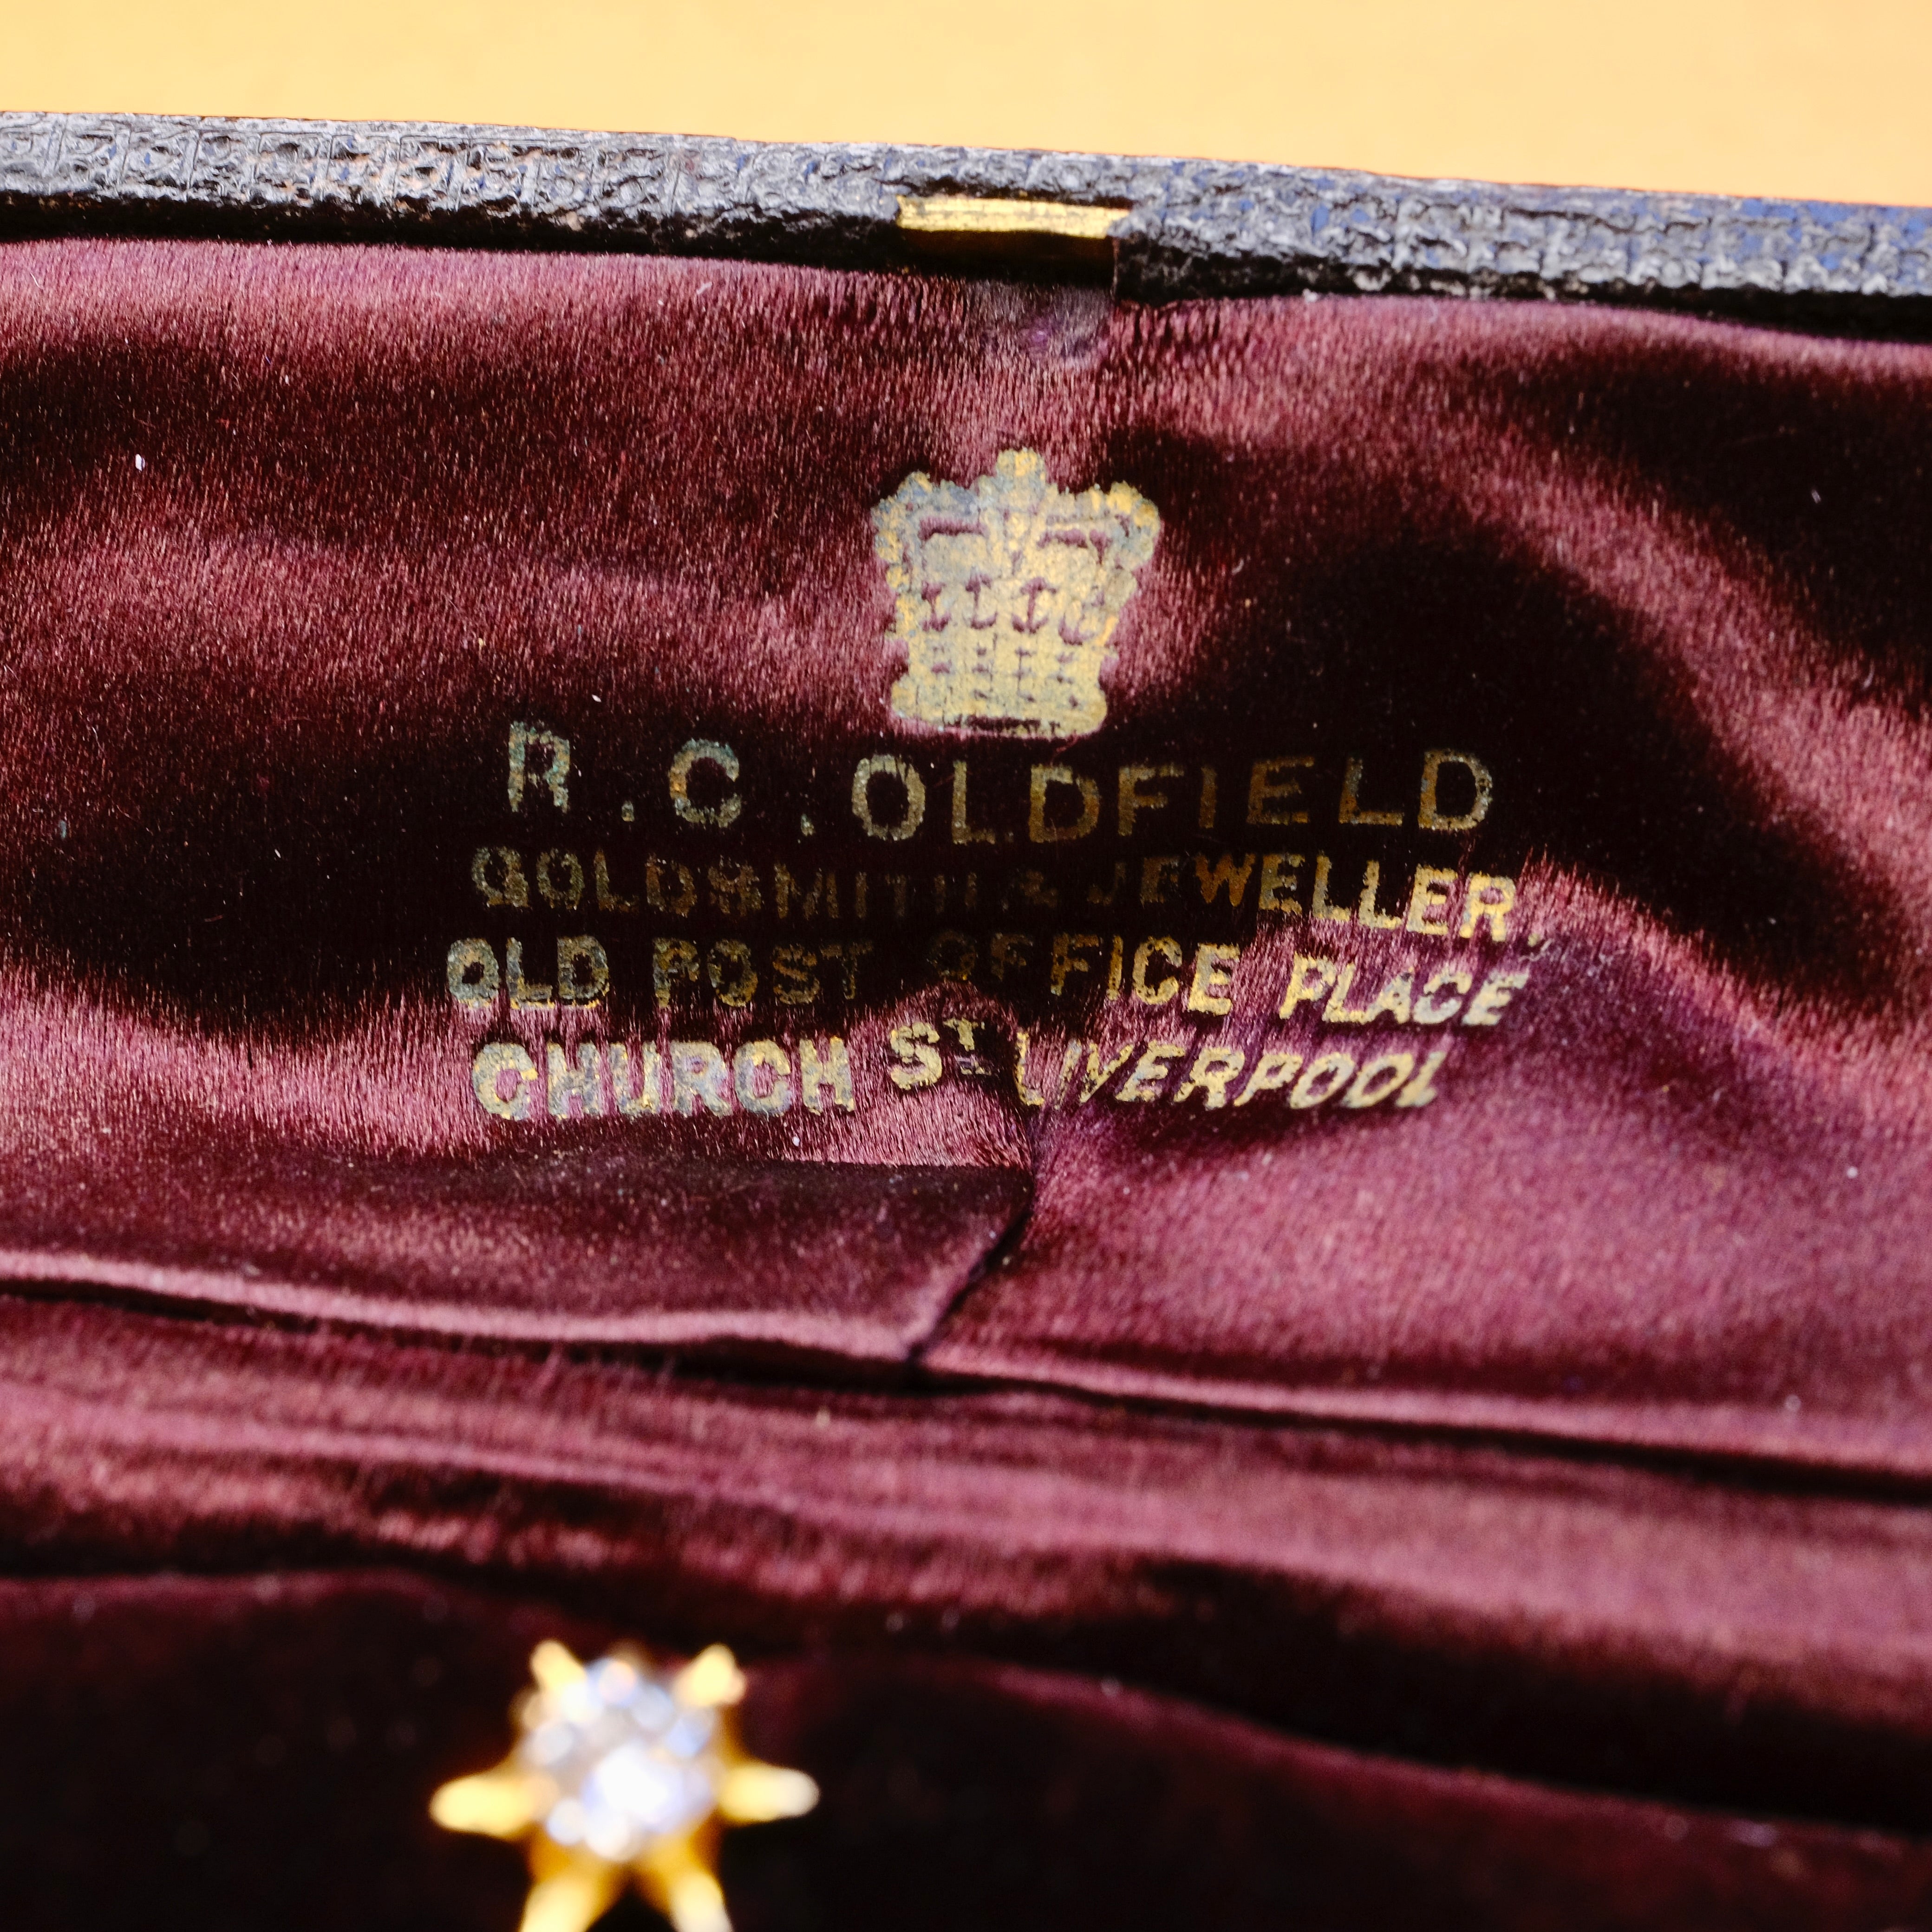 R.C.OLDFIELD
GOLDSMITH & JEWELLER,
OLD POST OFFICE PLACE
CHURCH ST LIVERPOOL